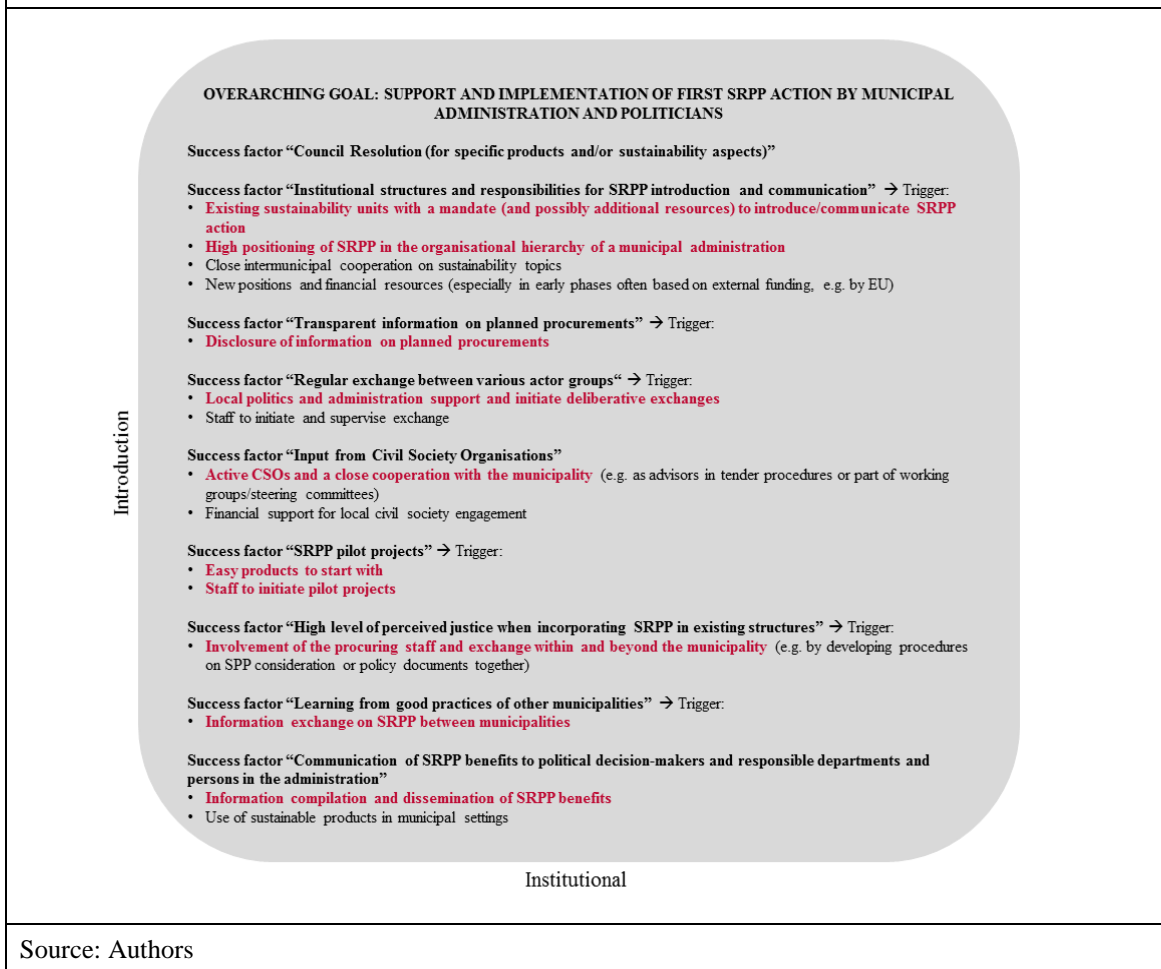 OVERARCHING GOAL: SUPPORT AND IMPLEMENTATION OF FIRST SRPP ACTION BY MUNICIPAL
ADMINISTRATION AND POLITICIANS
Success factor “Council Resolution (for specific products and/or sustainability aspects)”
Success factor “Institutional structures and responsibilities for SRPP introduction and communication” → Trigger:
• Existing sustainability units with a mandate (and possibly additional resources) to introduce/communicate SRPP
action
• High positioning of SRPP in the organisational hierarchy of a municipal administration
• Close intermunicipal cooperation on sustainability topics
• New positions and financial resources (especially in early phases often based on external funding, e.g. by EU)
Success factor “Transparent information on planned procurements” → Trigger:
• Disclosure of information on planned procurements
Success factor “Regular exchange between various actor groups“ → Trigger:
• Local politics and administration support and initiate deliberative exchanges
• Staff to initiate and supervise exchange
Success factor “Input from Civil Society Organisations”
• Active CSOs and a close cooperation with the municipality (e.g. as advisors in tender procedures or part of working
groups/steering committees)
• Financial support for local civil society engagement
Success factor “SRPP pilot projects” → Trigger:
• Easy products to start with
• Staff to initiate pilot projects
Success factor “High level of perceived justice when incorporating SRPP in existing structures” → Trigger:
• Involvement of the procuring staff and exchange within and beyond the municipality (e.g. by developing procedures
on SPP consideration or policy documents together)
Success factor “Learning from good practices of other municipalities” → Trigger:
• Information exchange on SRPP between municipalities
Success factor “Communication of SRPP benefits to political decision-makers and responsible departments and
persons in the administration”
• Information compilation and dissemination of SRPP benefits
• Use of sustainable products in municipal settings
Introduction
Institutional
Source: Authors